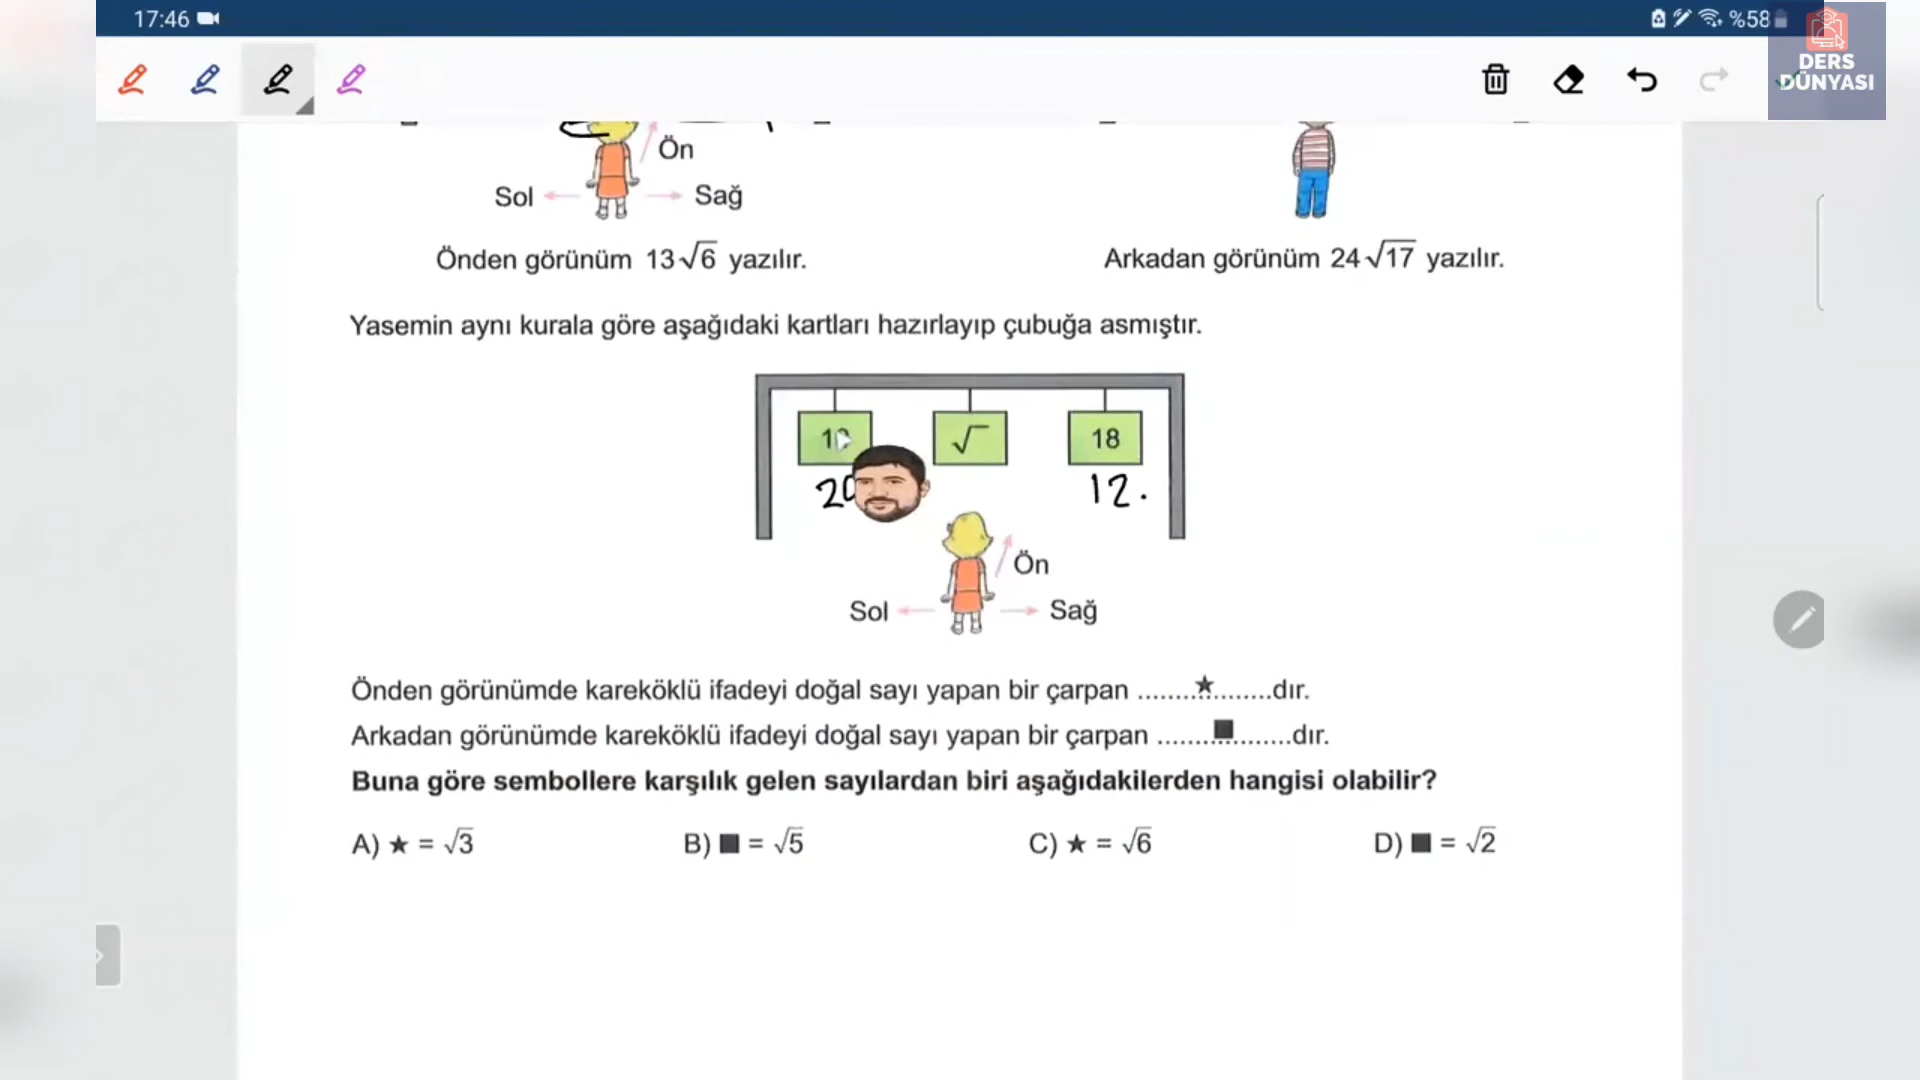 17:46
%58
DERS
DÜNYASI
Ön
Sol
Sağ
Önden görünüm 13√6 yazılır.
Arkadan görünüm 24√17 yazılır.
Yasemin aynı kurala göre aşağıdaki kartları hazırlayıp çubuğa asmıştır.
√
18
12.
Ön
Sol
Sağ
Önden görünümde kareköklü ifadeyi doğal sayı yapan bir çarpan ........★.........dır.
Arkadan görünümde kareköklü ifadeyi doğal sayı yapan bir çarpan .......■.........dır.
Buna göre sembollere karşılık gelen sayılardan biri aşağıdakilerden hangisi olabilir?
A) ★ = √3
B) ■ = √5
C) ★ = √6
D) ■ = √2